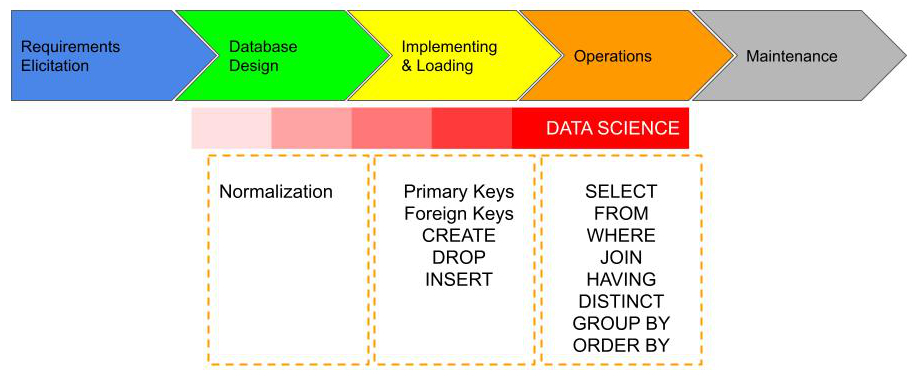 Requirements
Elicitation
Database
Design
Implementing
& Loading
Operations
Maintenance
DATA SCIENCE
Normalization
Primary Keys
Foreign Keys
CREATE
DROP
INSERT
SELECT
FROM
WHERE
JOIN
HAVING
DISTINCT
GROUP BY
ORDER BY